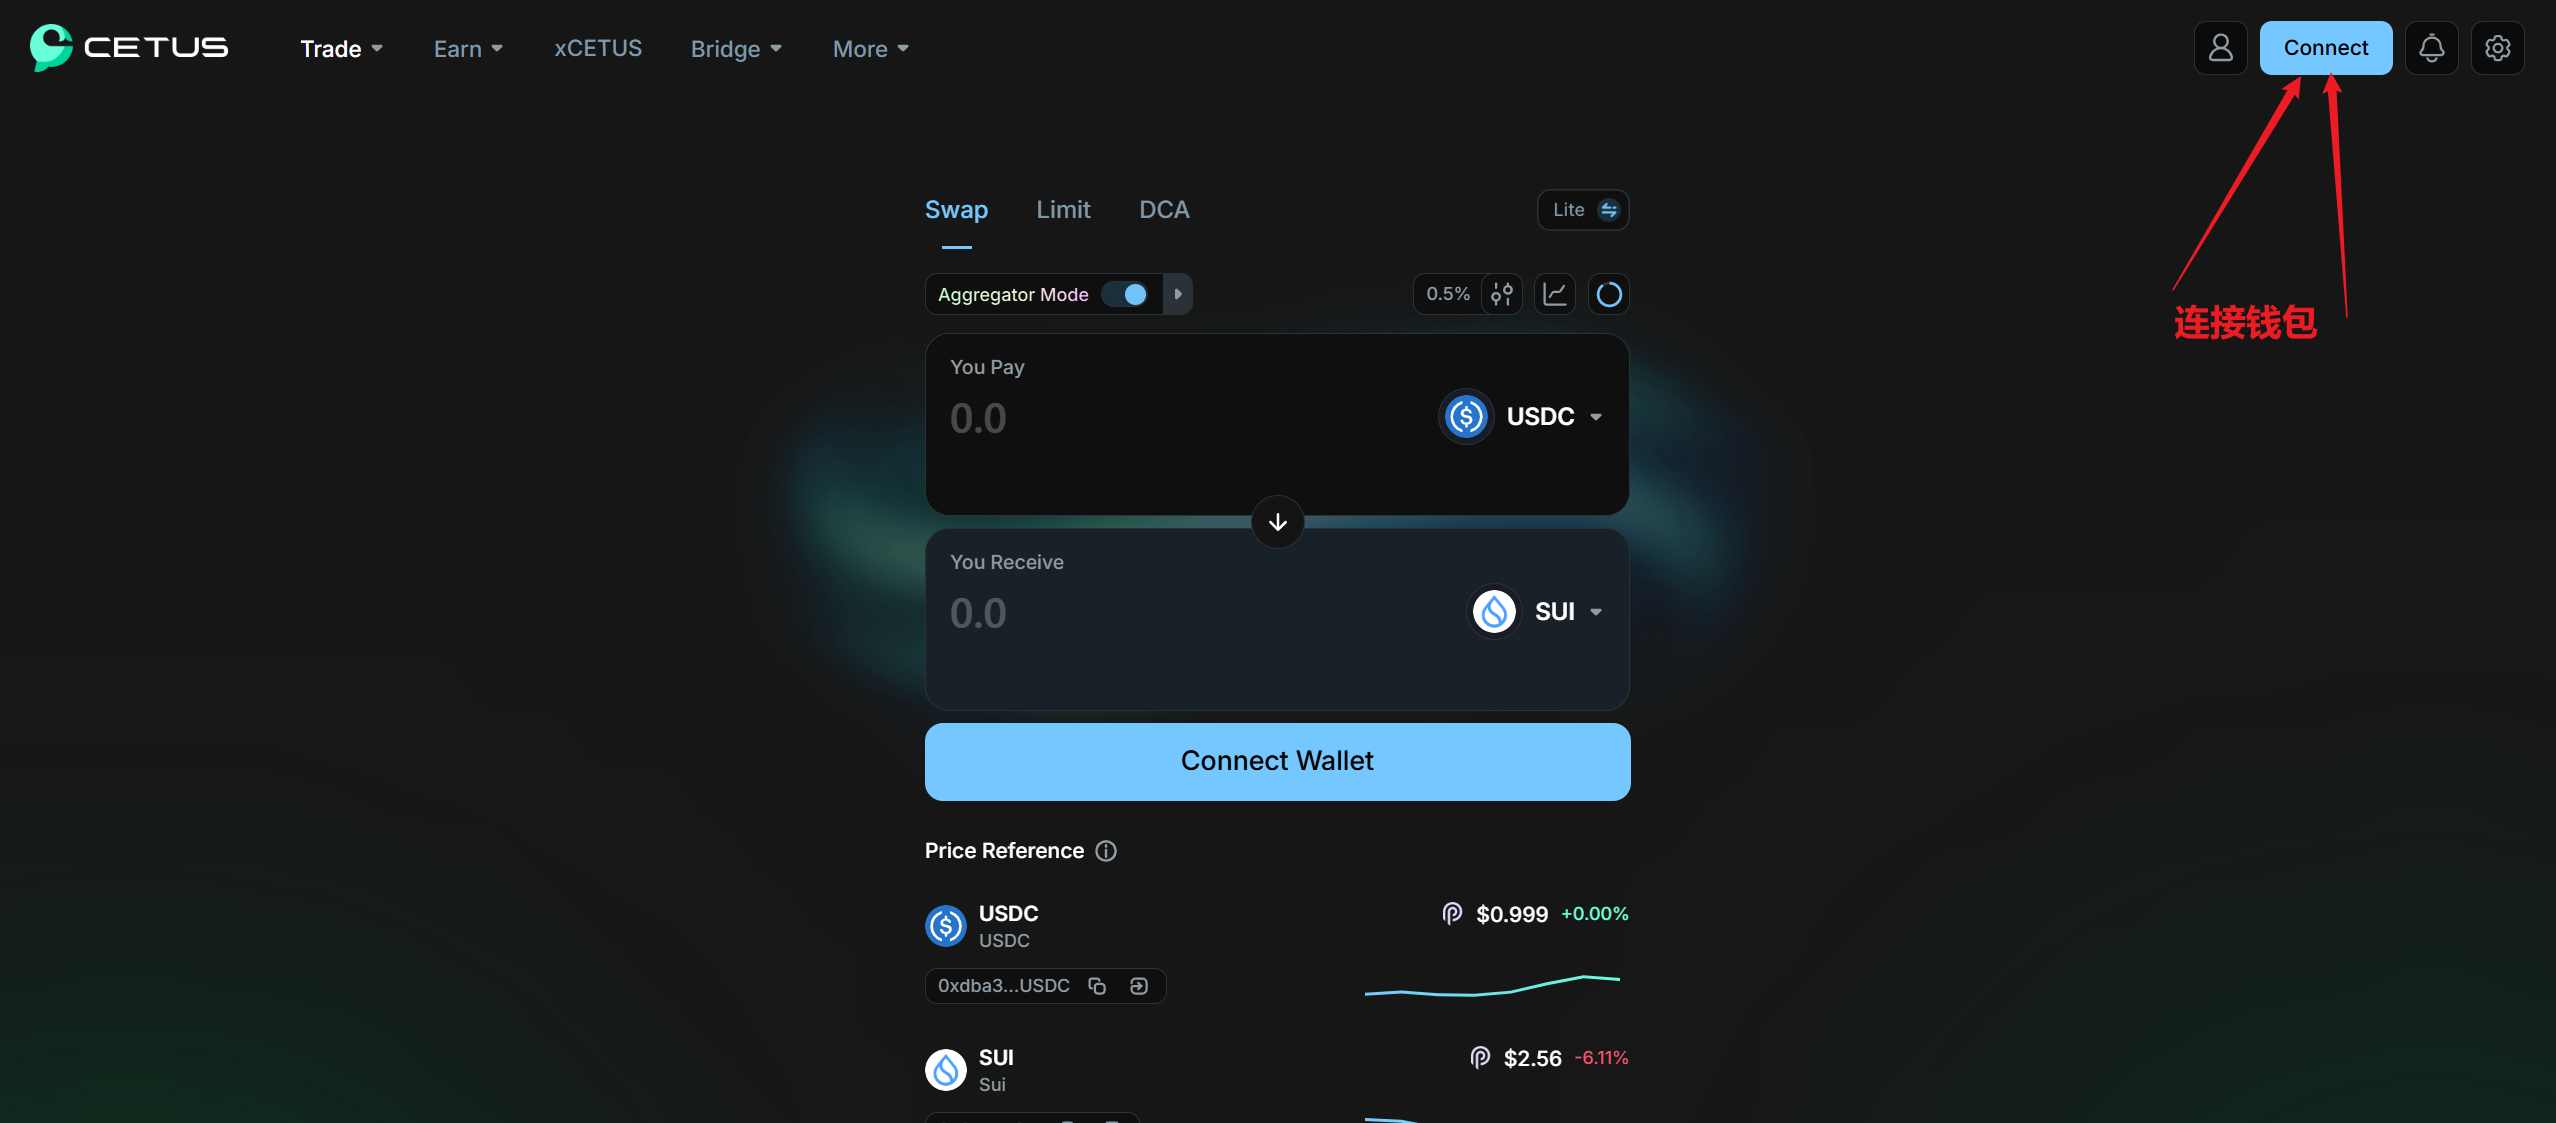 CETUS
Trade
Earn
xCETUS
Bridge
More
Connect
连接钱包
Swap
Limit
DCA
Lite
Aggregator Mode
0.5%
You Pay
0.0
USDC
You Receive
0.0
SUI
Connect Wallet
Price Reference
USDC
$0.999 +0.00%
USDC
0xdba3...USDC
SUI
$2.56 -6.11%
Sui